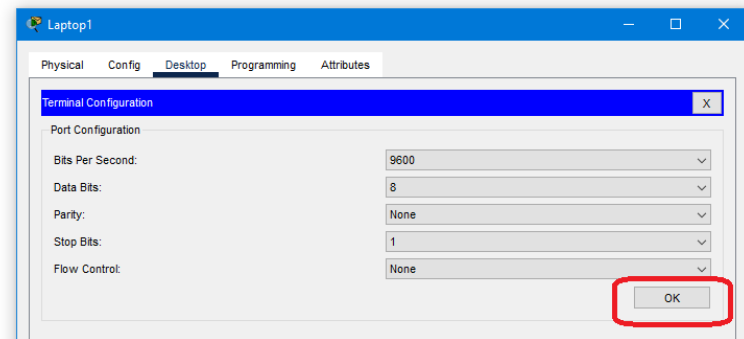 Laptop1
Physical Config Desktop Programming Attributes
Terminal Configuration X
Port Configuration
Bits Per Second: 9600
Data Bits: 8
Parity: None
Stop Bits: 1
Flow Control: None
OK